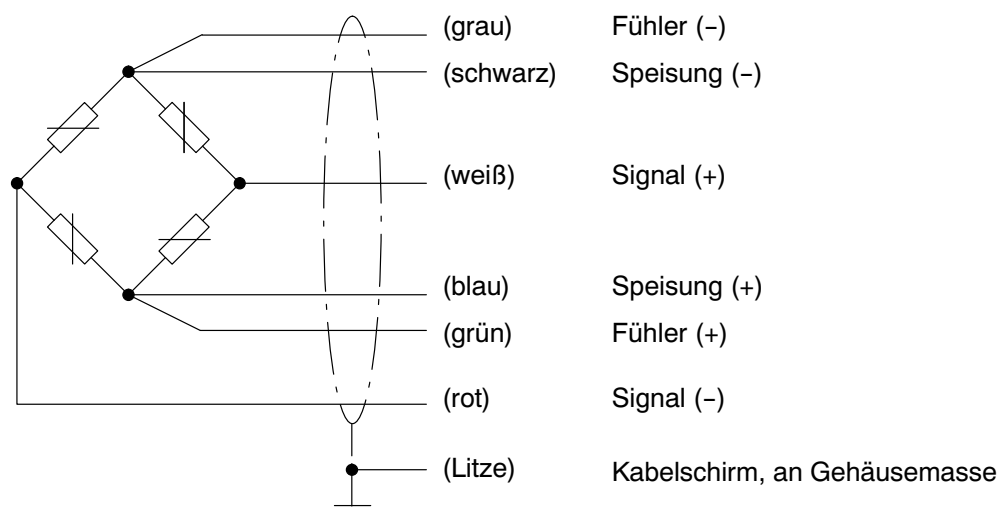 (grau) Fühler (–)
(schwarz) Speisung (–)
(weiß) Signal (+)
(blau) Speisung (+)
(grün) Fühler (+)
(rot) Signal (–)
(Litze) Kabelschirm, an Gehäusemasse